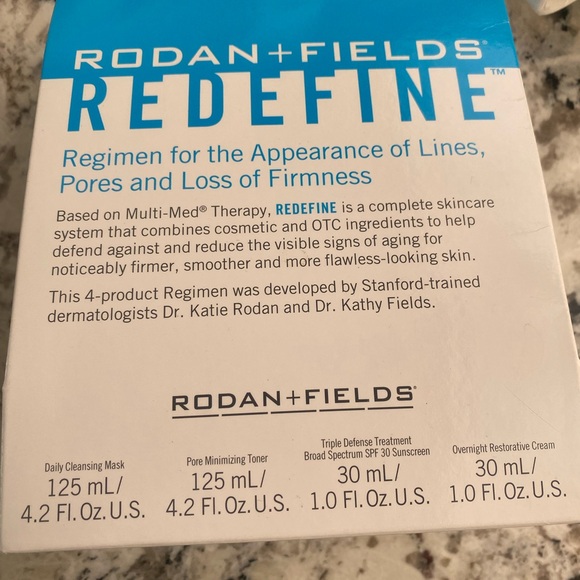 RODAN+FIELDS®
REDEFINE™
Regimen for the Appearance of Lines,
Pores and Loss of Firmness
Based on Multi-Med® Therapy, REDEFINE is a complete skincare
system that combines cosmetic and OTC ingredients to help
defend against and reduce the visible signs of aging for
noticeably firmer, smoother and more flawless-looking skin.
This 4-product Regimen was developed by Stanford-trained
dermatologists Dr. Katie Rodan and Dr. Kathy Fields.
RODAN+FIELDS®
Daily Cleansing Mask
125 mL/
4.2 Fl.Oz.U.S.
Pore Minimizing Toner
125 mL/
4.2 Fl.Oz.U.S.
Triple Defense Treatment
Broad Spectrum SPF 30 Sunscreen
30 mL/
1.0 Fl.Oz.U.S.
Overnight Restorative Cream
30 mL/
1.0 Fl.Oz.U.S.